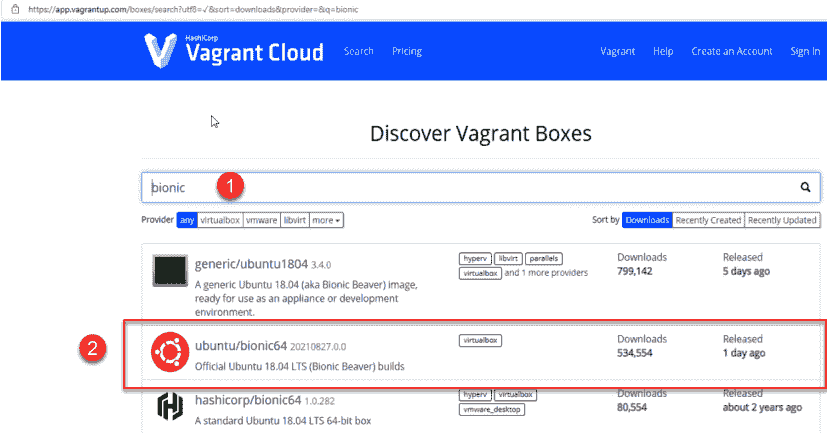 https://app.vagrantup.com/boxes/search?utf8=√&sort=downloads&provider=&q=bionic
HashiCorp
Vagrant Cloud
Search Pricing
Vagrant Help Create an Account Sign In
Discover Vagrant Boxes
bionic
1
Provider any virtualbox vmware libvirt more
Sort by Downloads Recently Created Recently Updated
generic/ubuntu1804 3.4.0
A generic Ubuntu 18.04 (aka Bionic Beaver) image,
ready for use as an appliance or development
environment.
hyperv libvirt parallels
virtualbox and 1 more providers
Downloads
799,142
Released
5 days ago
2
ubuntu/bionic64 20210827.0.0
Official Ubuntu 18.04 LTS (Bionic Beaver) builds
virtualbox
Downloads
534,554
Released
1 day ago
hashicorp/bionic64 1.0.282
A standard Ubuntu 18.04 LTS 64-bit box
hyperv virtualbox
vmware_desktop
Downloads
80,554
Released
about 2 years ago